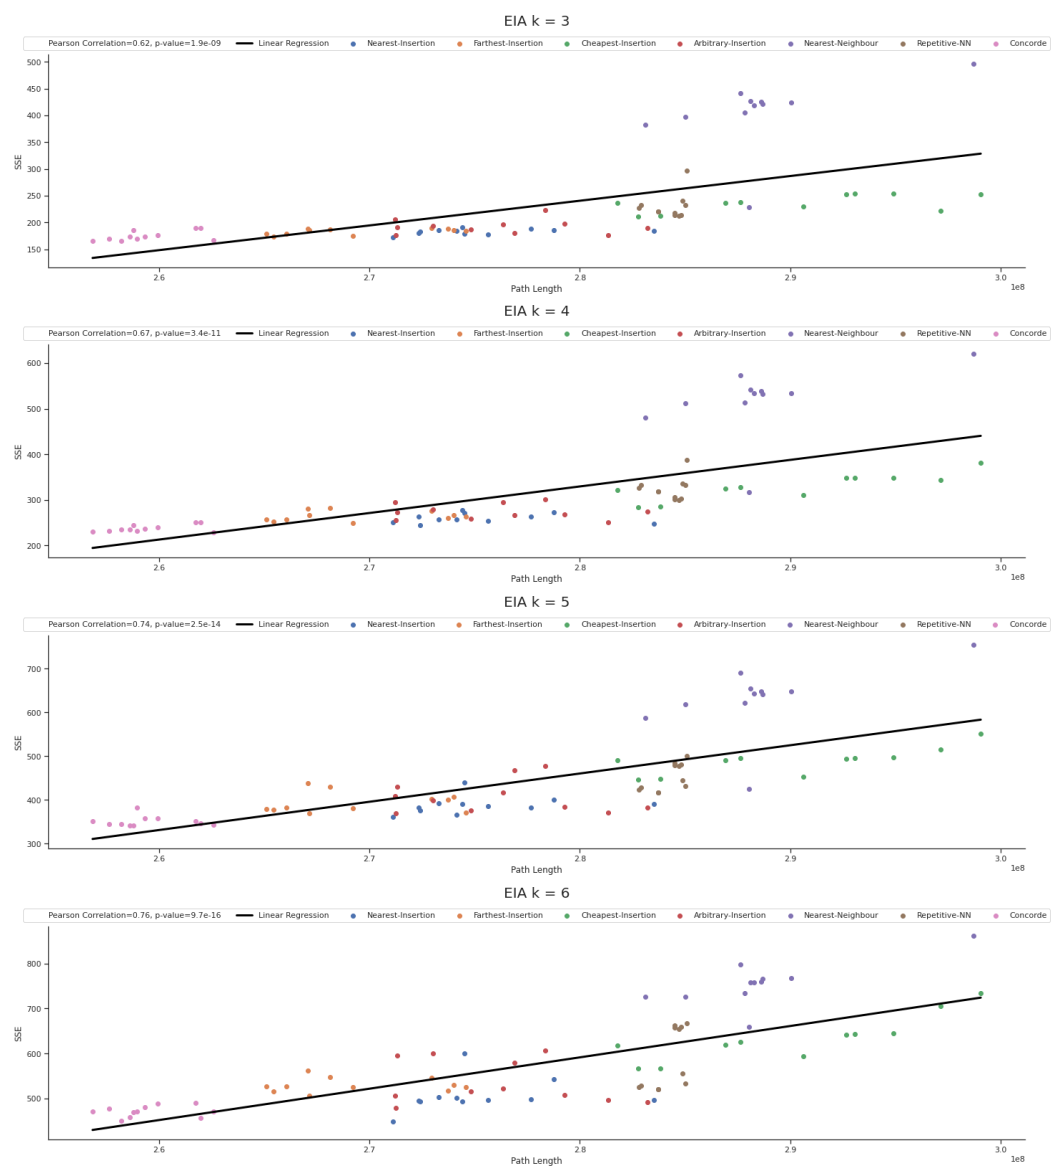 EIA k = 3
Pearson Correlation=0.62, p-value=1.9e-09 Linear Regression Nearest-Insertion Farthest-Insertion Cheapest-Insertion Arbitrary-Insertion Nearest-Neighbour Repetitive-NN Concorde
500
450
400
350
300
250
200
150
SSE
2.6 2.7 2.8 2.9 3.0
Path Length
1e8
EIA k = 4
Pearson Correlation=0.67, p-value=3.4e-11 Linear Regression Nearest-Insertion Farthest-Insertion Cheapest-Insertion Arbitrary-Insertion Nearest-Neighbour Repetitive-NN Concorde
600
500
400
300
200
SSE
2.6 2.7 2.8 2.9 3.0
Path Length
1e8
EIA k = 5
Pearson Correlation=0.74, p-value=2.5e-14 Linear Regression Nearest-Insertion Farthest-Insertion Cheapest-Insertion Arbitrary-Insertion Nearest-Neighbour Repetitive-NN Concorde
700
600
500
400
300
SSE
2.6 2.7 2.8 2.9 3.0
Path Length
1e8
EIA k = 6
Pearson Correlation=0.76, p-value=9.7e-16 Linear Regression Nearest-Insertion Farthest-Insertion Cheapest-Insertion Arbitrary-Insertion Nearest-Neighbour Repetitive-NN Concorde
800
700
600
500
SSE
2.6 2.7 2.8 2.9 3.0
Path Length
1e8